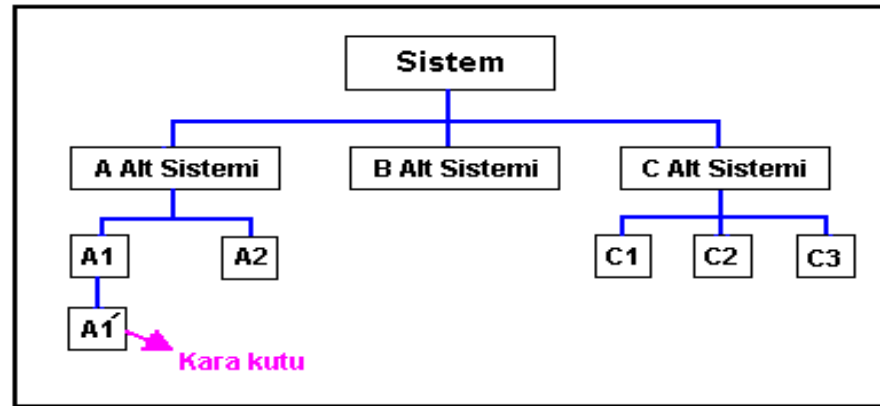 Sistem
A Alt Sistemi
B Alt Sistemi
C Alt Sistemi
A1
A2
C1
C2
C3
A1´
Kara kutu